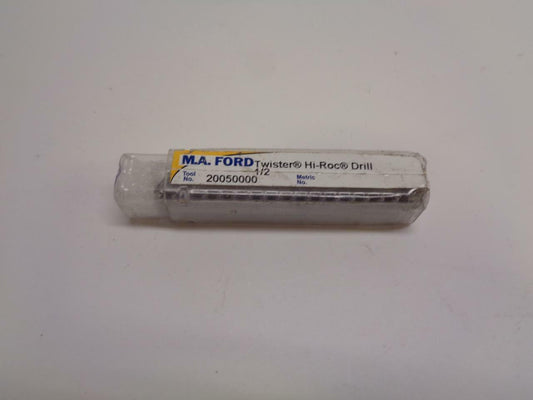 M.A. FORD Twister® Hi-Roc® Drill
1/2
Tool No. 20050000 Metric No.